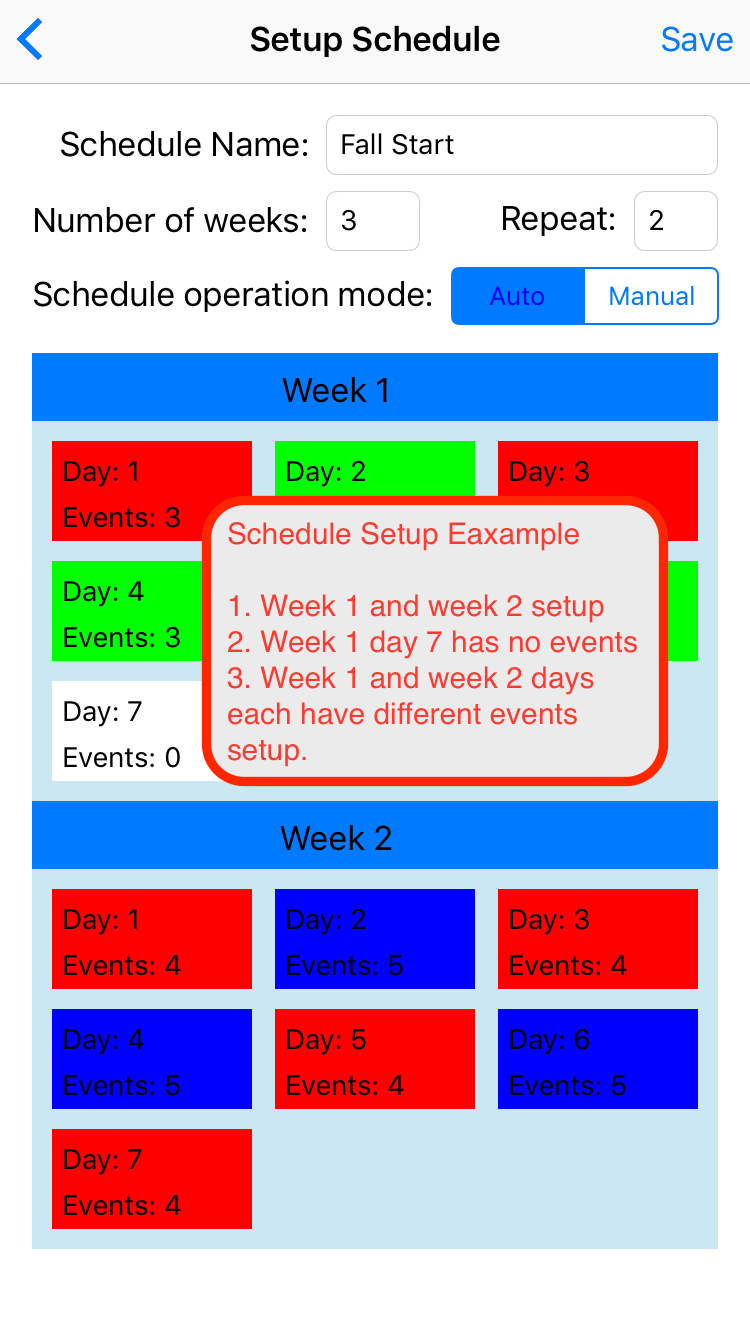 Setup Schedule Save
Schedule Name: Fall Start
Number of weeks: 3 Repeat: 2
Schedule operation mode: Auto Manual
Week 1
Day: 1 Day: 2 Day: 3
Events: 3
Schedule Setup Eaxample
Day: 4
Events: 3
1. Week 1 and week 2 setup
2. Week 1 day 7 has no events
3. Week 1 and week 2 days
each have different events
setup.
Day: 7
Events: 0
Week 2
Day: 1 Day: 2 Day: 3
Events: 4 Events: 5 Events: 4
Day: 4 Day: 5 Day: 6
Events: 5 Events: 4 Events: 5
Day: 7
Events: 4